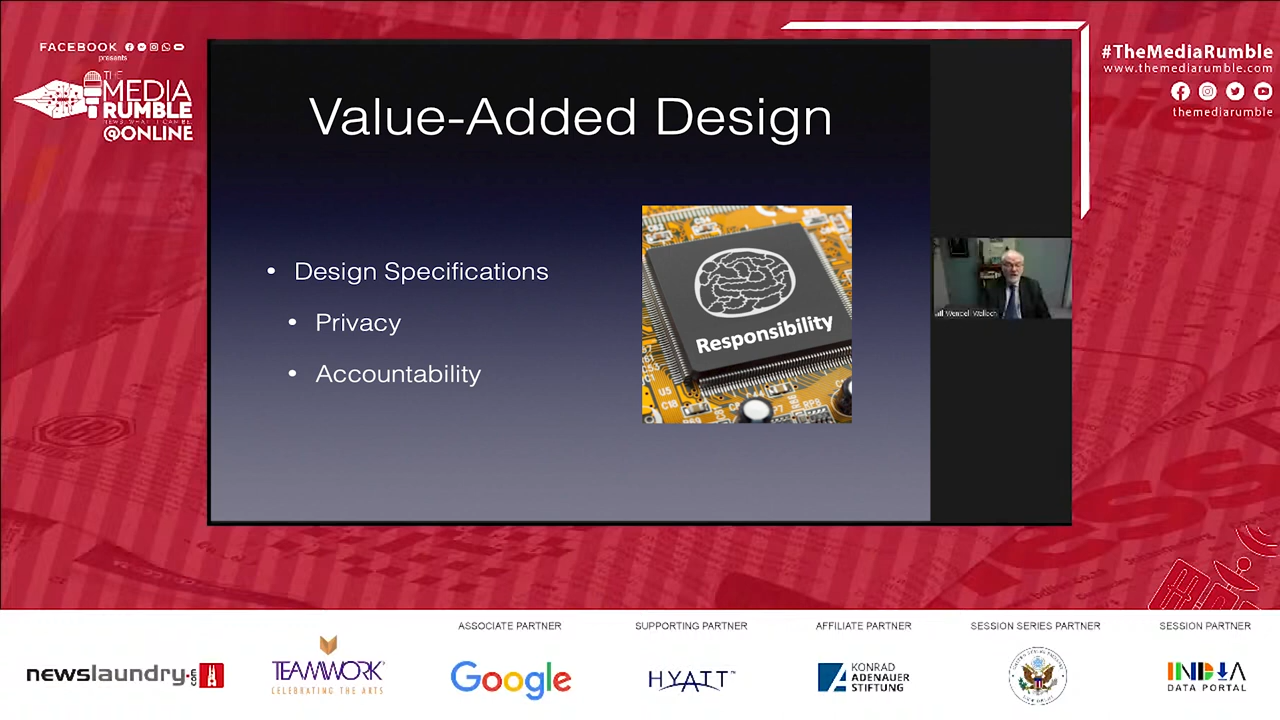 FACEBOOK
presents
THE
MEDIA
RUMBLE
@ONLINE
#TheMediaRumble
www.themediarumble.com
themediarumble
Value-Added Design
• Design Specifications
• Privacy
• Accountability
Responsibility
Wendell Wallach
ASSOCIATE PARTNER
SUPPORTING PARTNER
AFFILIATE PARTNER
SESSION SERIES PARTNER
SESSION PARTNER
newslaundry.com
TEAMWORK
CELEBRATING THE ARTS
Google
HYATT™
KONRAD
ADENAUER
STIFTUNG
INDIA
DATA PORTAL